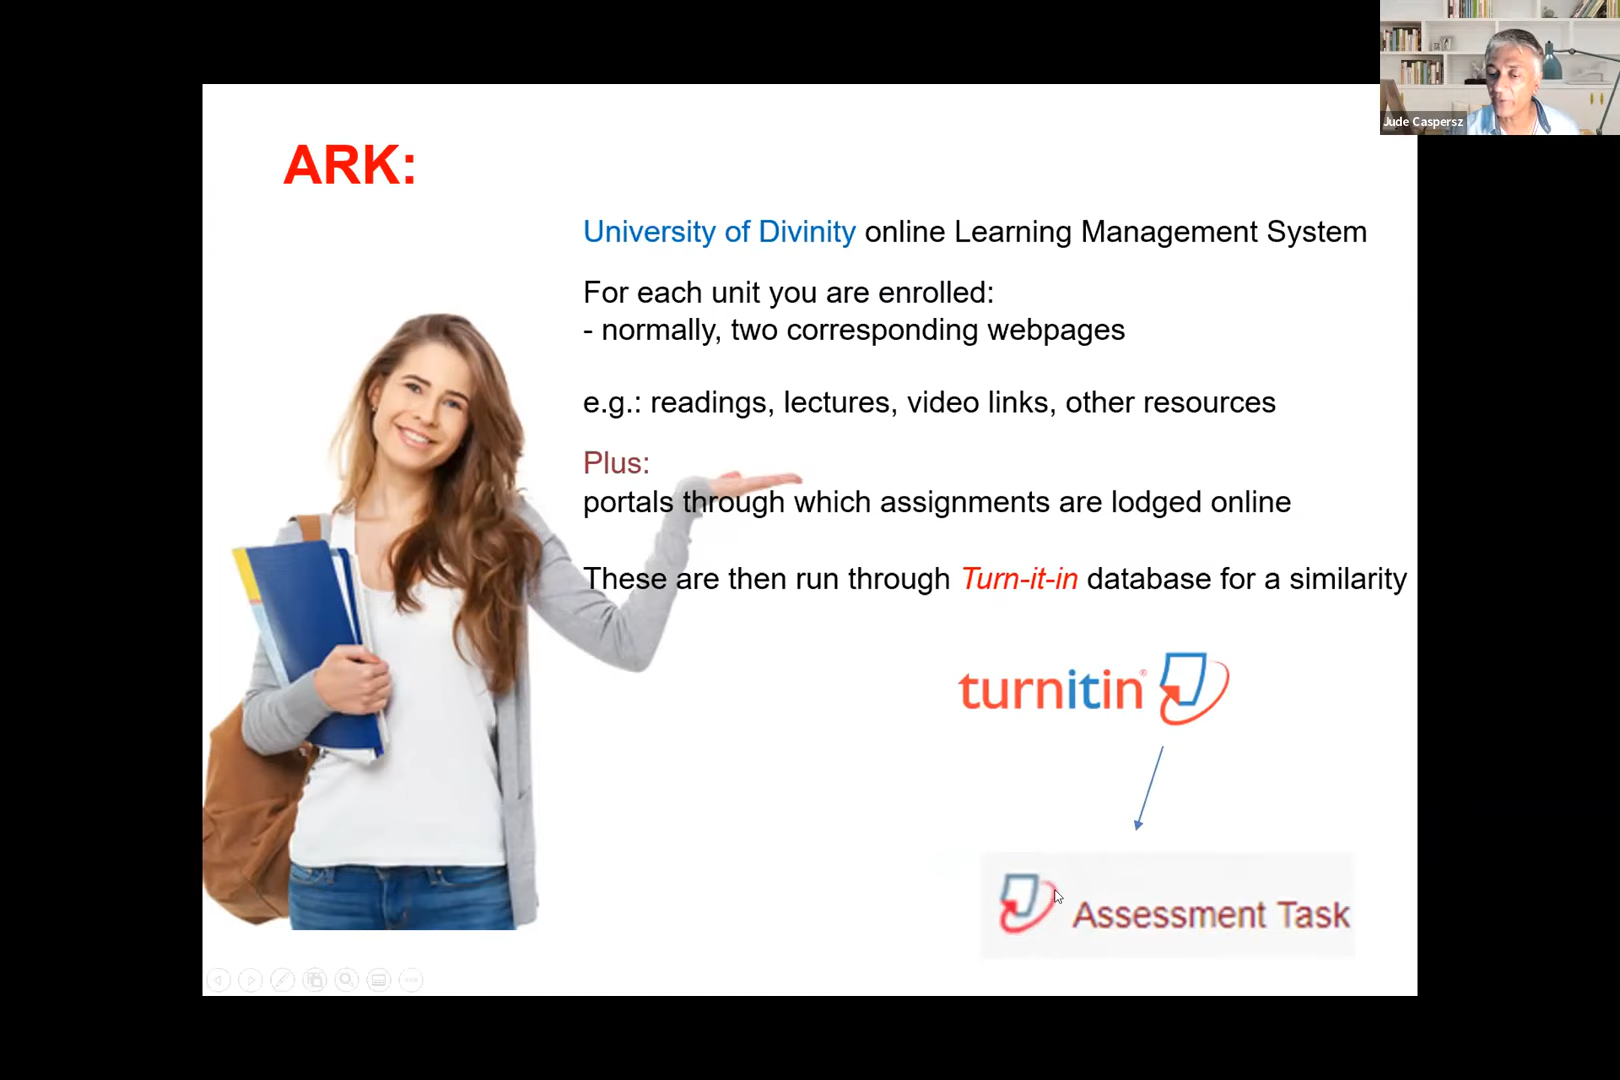 Jude Caspersz
ARK:
University of Divinity online Learning Management System
For each unit you are enrolled:
- normally, two corresponding webpages
e.g.: readings, lectures, video links, other resources
Plus:
portals through which assignments are lodged online
These are then run through Turn-it-in database for a similarity
turnitin®
Assessment Task